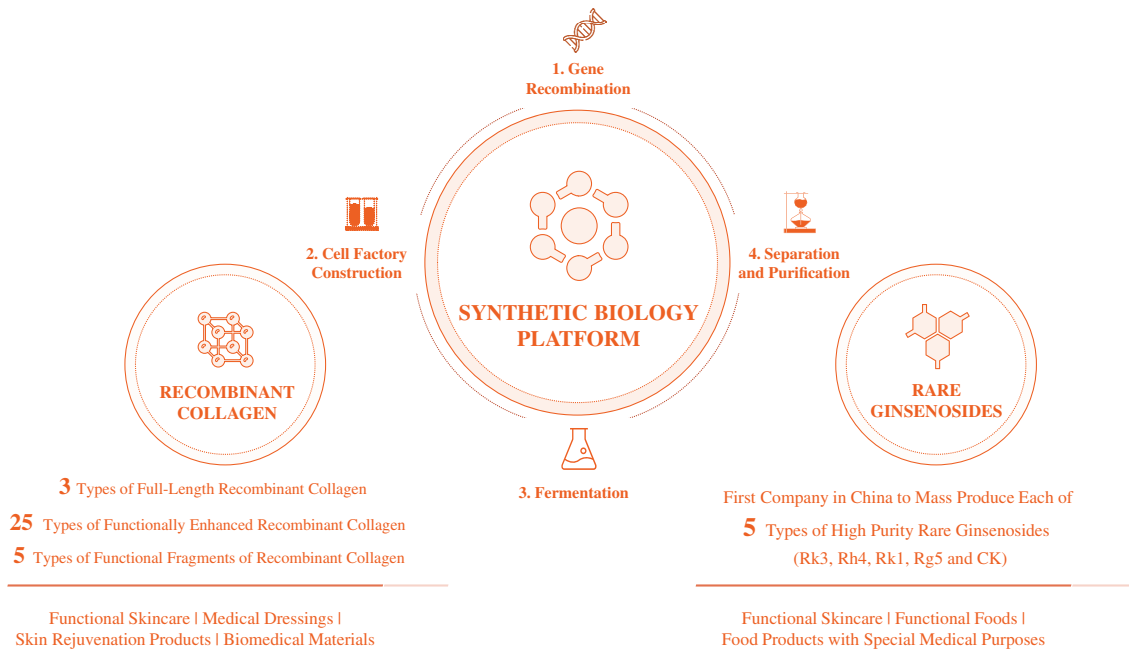 1. Gene
Recombination
2. Cell Factory
Construction
4. Separation
and Purification
SYNTHETIC BIOLOGY
PLATFORM
3. Fermentation
RECOMBINANT
COLLAGEN
3 Types of Full-Length Recombinant Collagen
25 Types of Functionally Enhanced Recombinant Collagen
5 Types of Functional Fragments of Recombinant Collagen
Functional Skincare | Medical Dressings |
Skin Rejuvenation Products | Biomedical Materials
RARE
GINSENOSIDES
First Company in China to Mass Produce Each of
5 Types of High Purity Rare Ginsenosides
(Rk3, Rh4, Rk1, Rg5 and CK)
Functional Skincare | Functional Foods |
Food Products with Special Medical Purposes